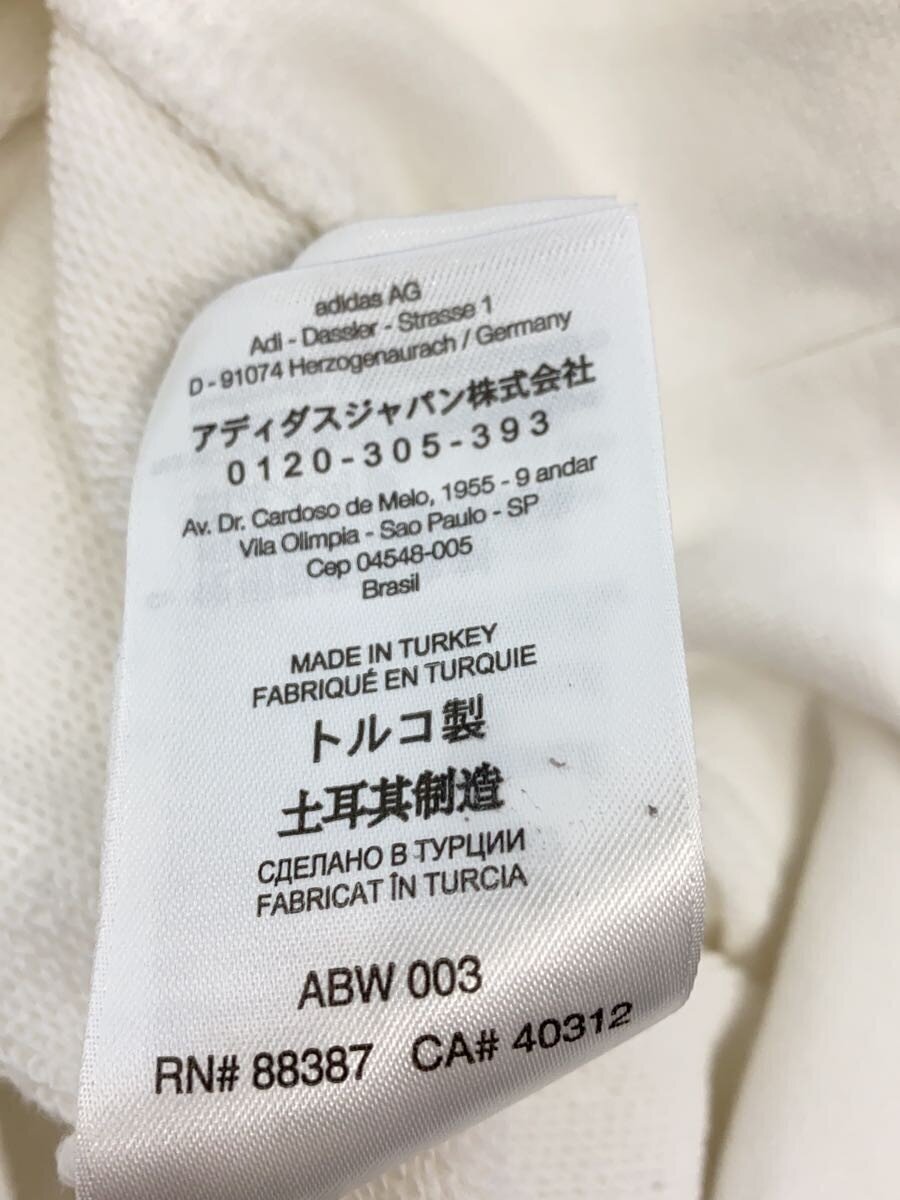 adidas AG
Adi - Dassler - Strasse 1
D - 91074 Herzogenaurach / Germany
アディダスジャパン株式会社
0120-305-393
Av. Dr. Cardoso de Melo, 1955 - 9 andar
Vila Olimpia - Sao Paulo - SP
Cep 04548-005
Brasil
MADE IN TURKEY
FABRIQUÉ EN TURQUIE
トルコ製
土耳其制造
СДЕЛАНО В ТУРЦИИ
FABRICAT ÎN TURCIA
ABW 003
RN# 88387 CA# 40312